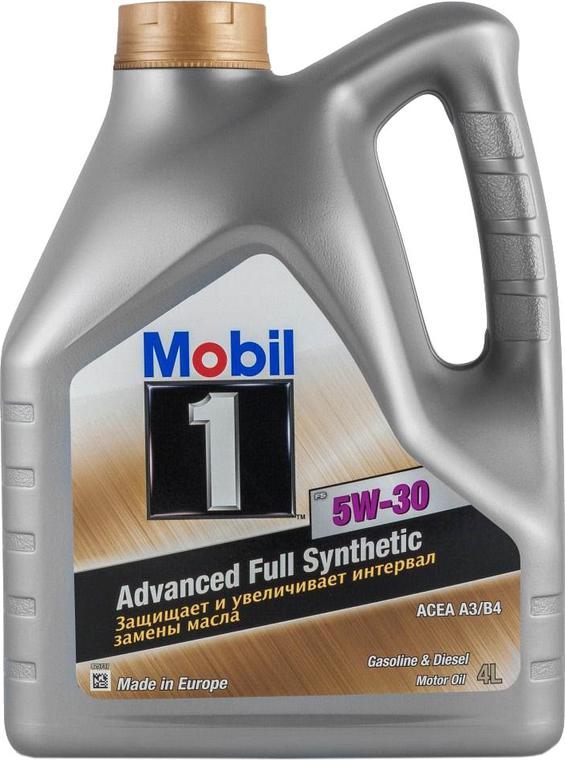 Mobil
1
TM
FS 5W-30
Advanced Full Synthetic
Защищает и увеличивает интервал
замены масла
ACEA A3/B4
Gasoline & Diesel
Motor Oil 4L
Made in Europe